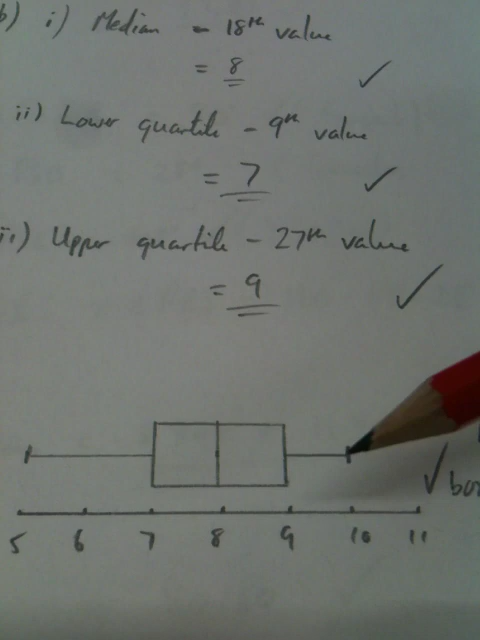 b) i) Median - 18th value
= 8 ✓
ii) Lower quartile - 9th value
= 7 ✓
iii) Upper quartile - 27th value
= 9 ✓
✓
5 6 7 8 9 10 11